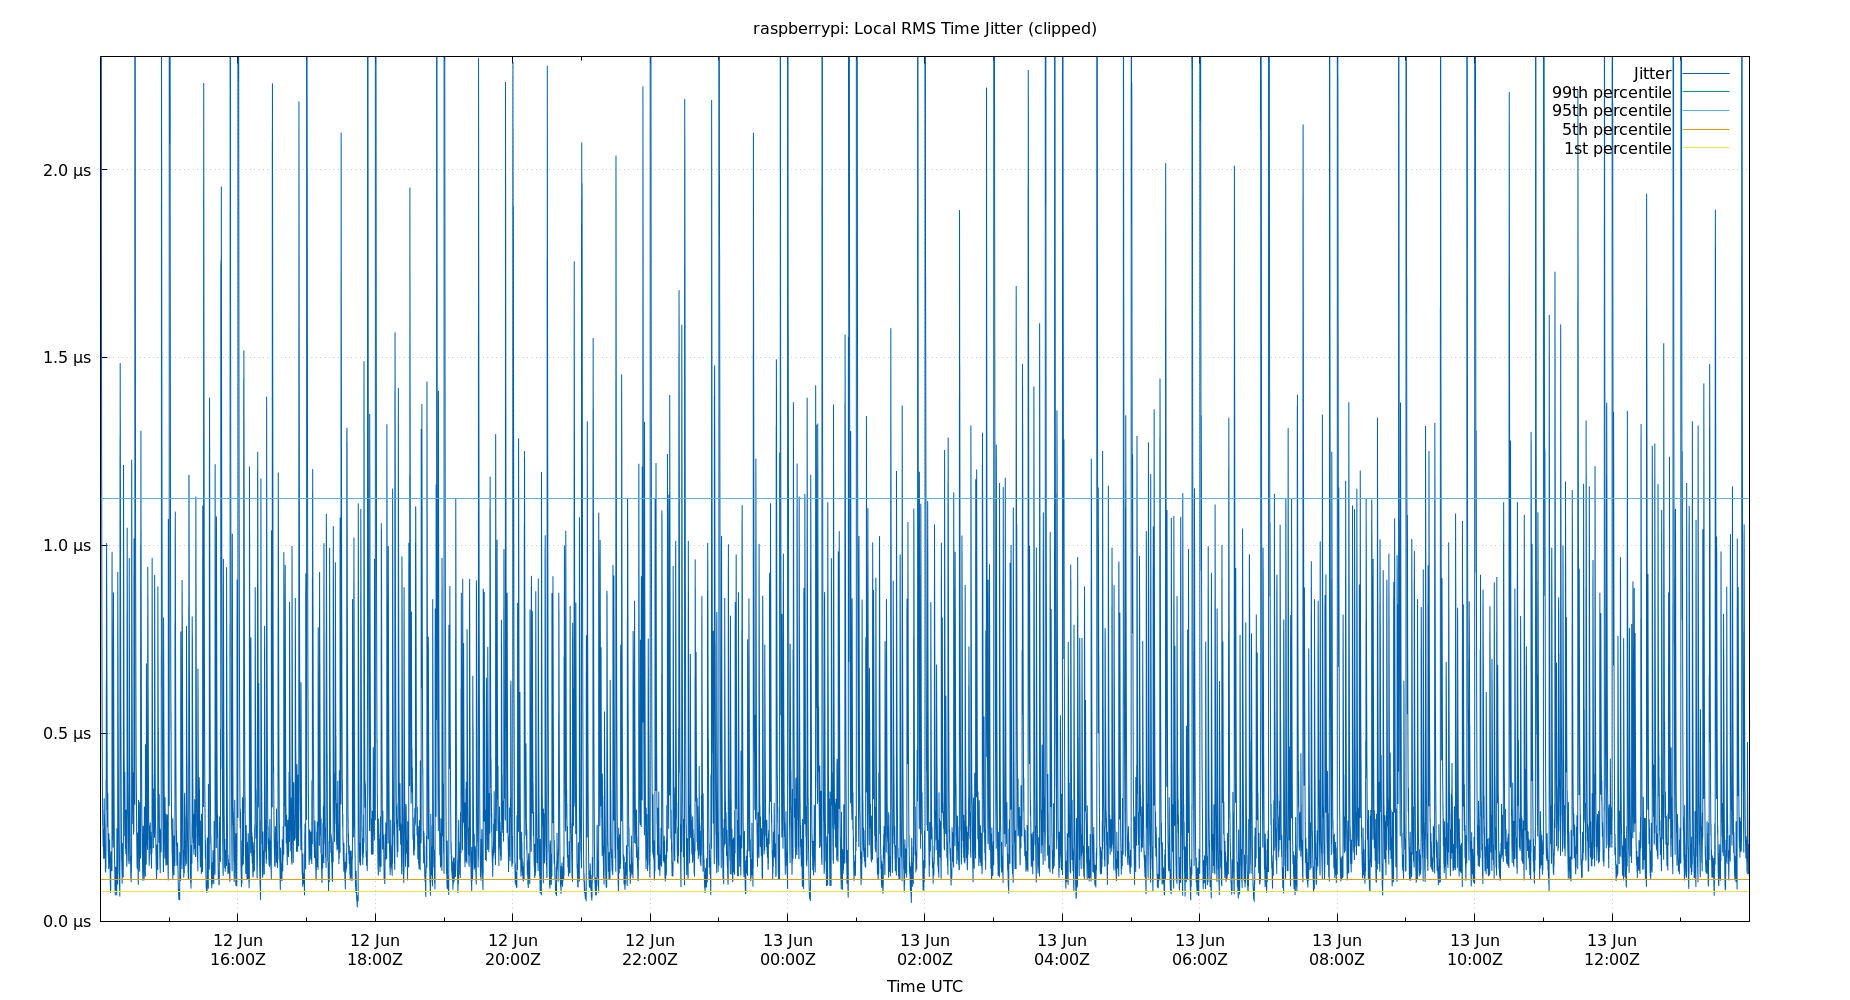 raspberrypi: Local RMS Time Jitter (clipped)
Jitter
99th percentile
95th percentile
5th percentile
1st percentile
2.0 µs
1.5 µs
1.0 µs
0.5 µs
0.0 µs
12 Jun 12 Jun 12 Jun 12 Jun 13 Jun 13 Jun 13 Jun 13 Jun 13 Jun 13 Jun 13 Jun
16:00Z 18:00Z 20:00Z 22:00Z 00:00Z 02:00Z 04:00Z 06:00Z 08:00Z 10:00Z 12:00Z
Time UTC